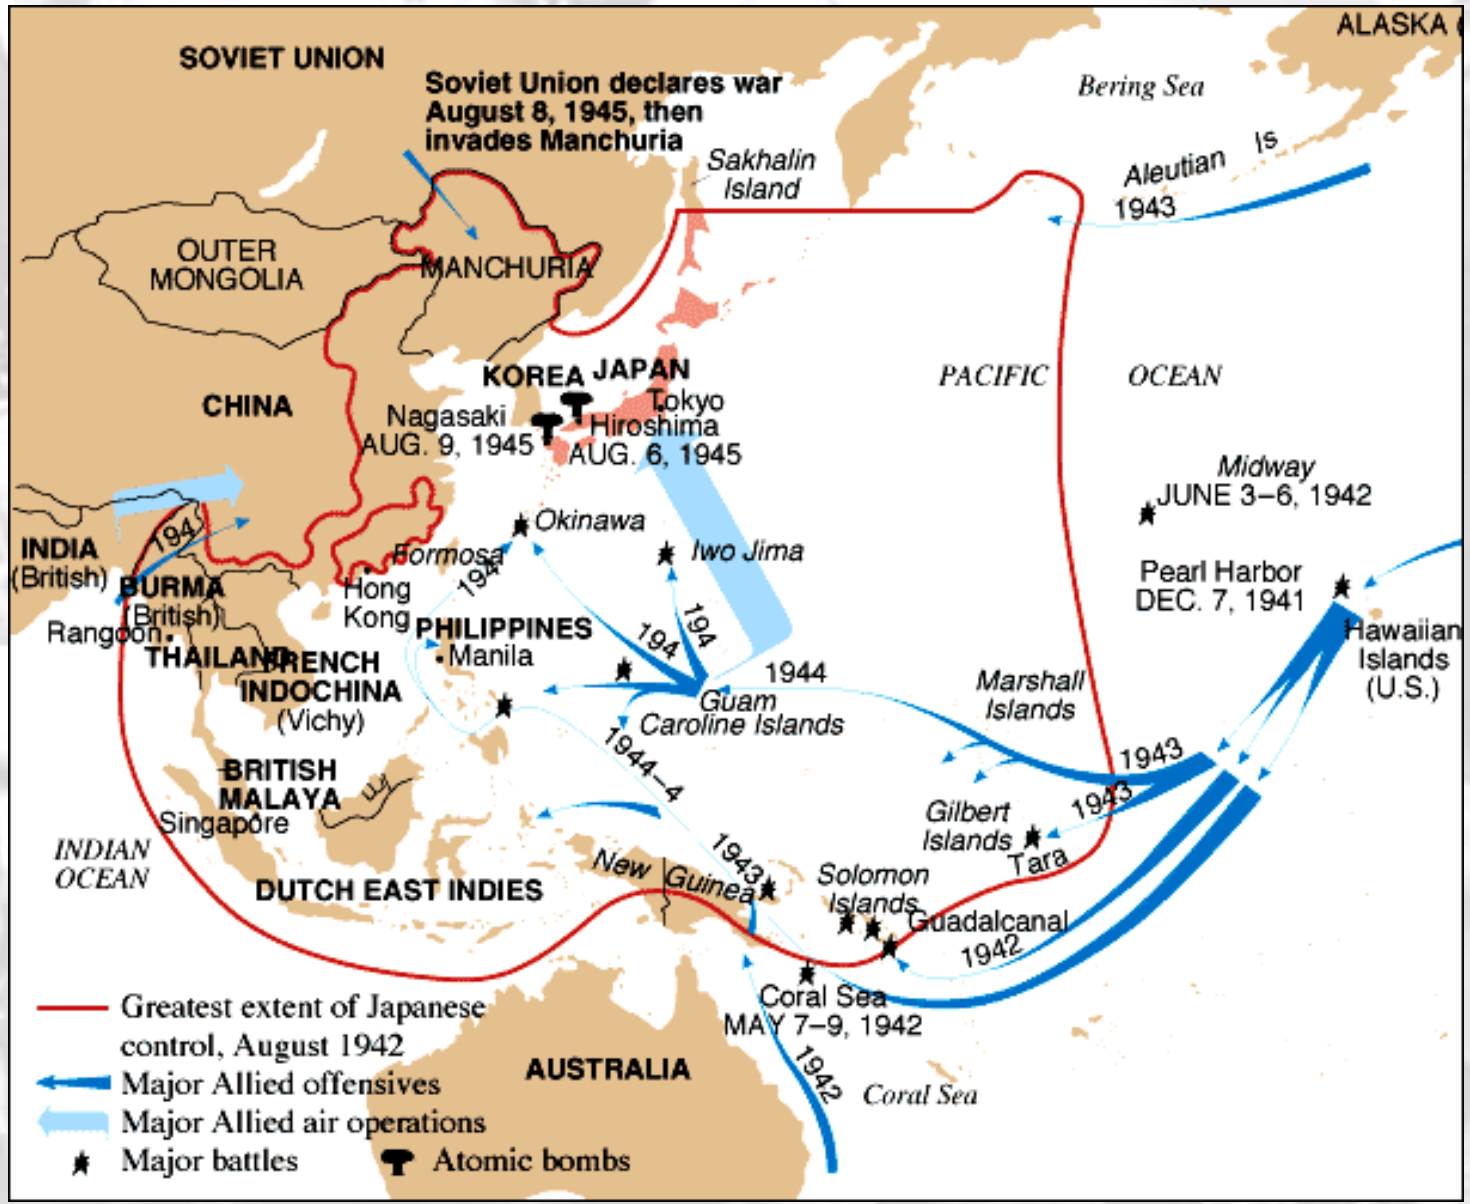 ALASKA
SOVIET UNION
Soviet Union declares war
August 8, 1945, then
invades Manchuria
Bering Sea
Sakhalin
Island
Aleutian Is
1943
OUTER
MONGOLIA
MANCHURIA
KOREA
JAPAN
PACIFIC
OCEAN
CHINA
Nagasaki
AUG. 9, 1945
Tokyo
Hiroshima
AUG. 6, 1945
Midway
JUNE 3–6, 1942
Okinawa
Iwo Jima
194
INDIA
(British)
BURMA
(British)
Formosa
194
Hong
Kong
Pearl Harbor
DEC. 7, 1941
Rangoon
THAILAND
FRENCH
INDOCHINA
(Vichy)
PHILIPPINES
Manila
194
194
1944
Guam
Caroline Islands
Marshall
Islands
Hawaiian
Islands
(U.S.)
1944–4
1943
1943
BRITISH
MALAYA
Singapore
Gilbert
Islands
Tara
INDIAN
OCEAN
DUTCH EAST INDIES
New Guinea
1943
Solomon
Islands
Guadalcanal
1942
Coral Sea
MAY 7–9, 1942
1942
AUSTRALIA
Coral Sea
Greatest extent of Japanese
control, August 1942
Major Allied offensives
Major Allied air operations
Major battles
Atomic bombs